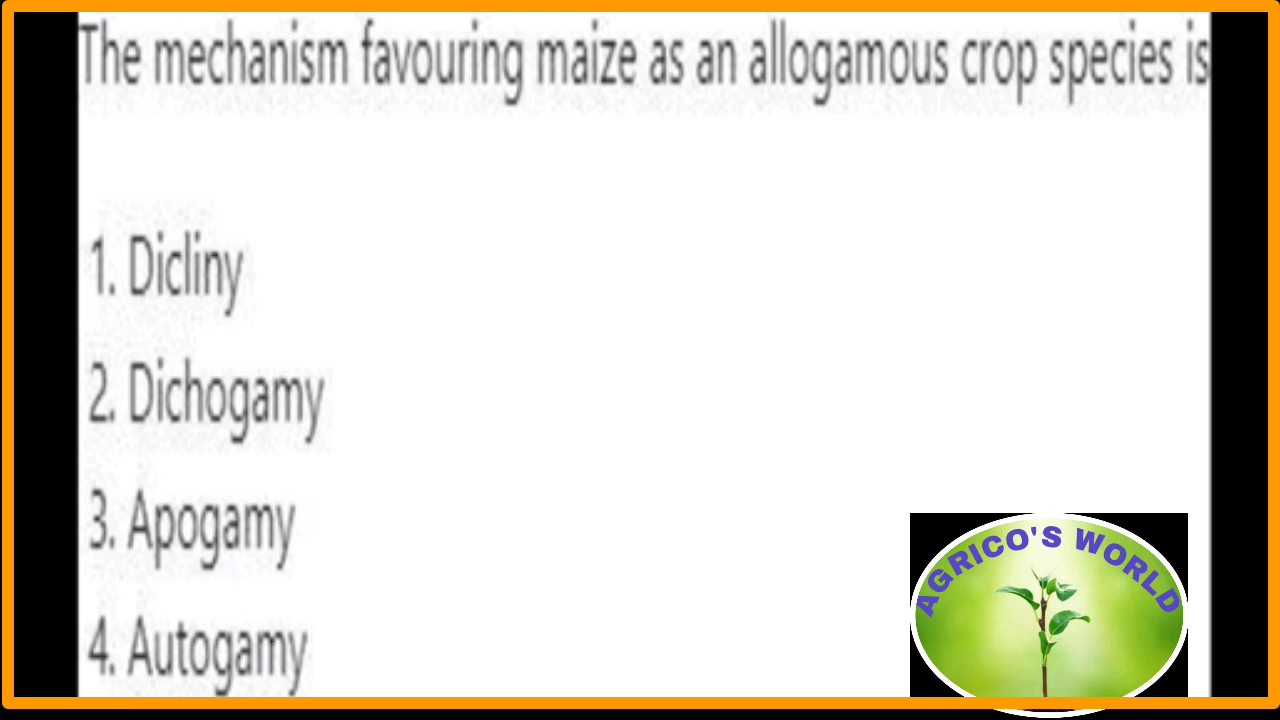 The mechanism favouring maize as an allogamous crop species is
1. Dicliny
2. Dichogamy
3. Apogamy
4. Autogamy
AGRICO'S WORLD